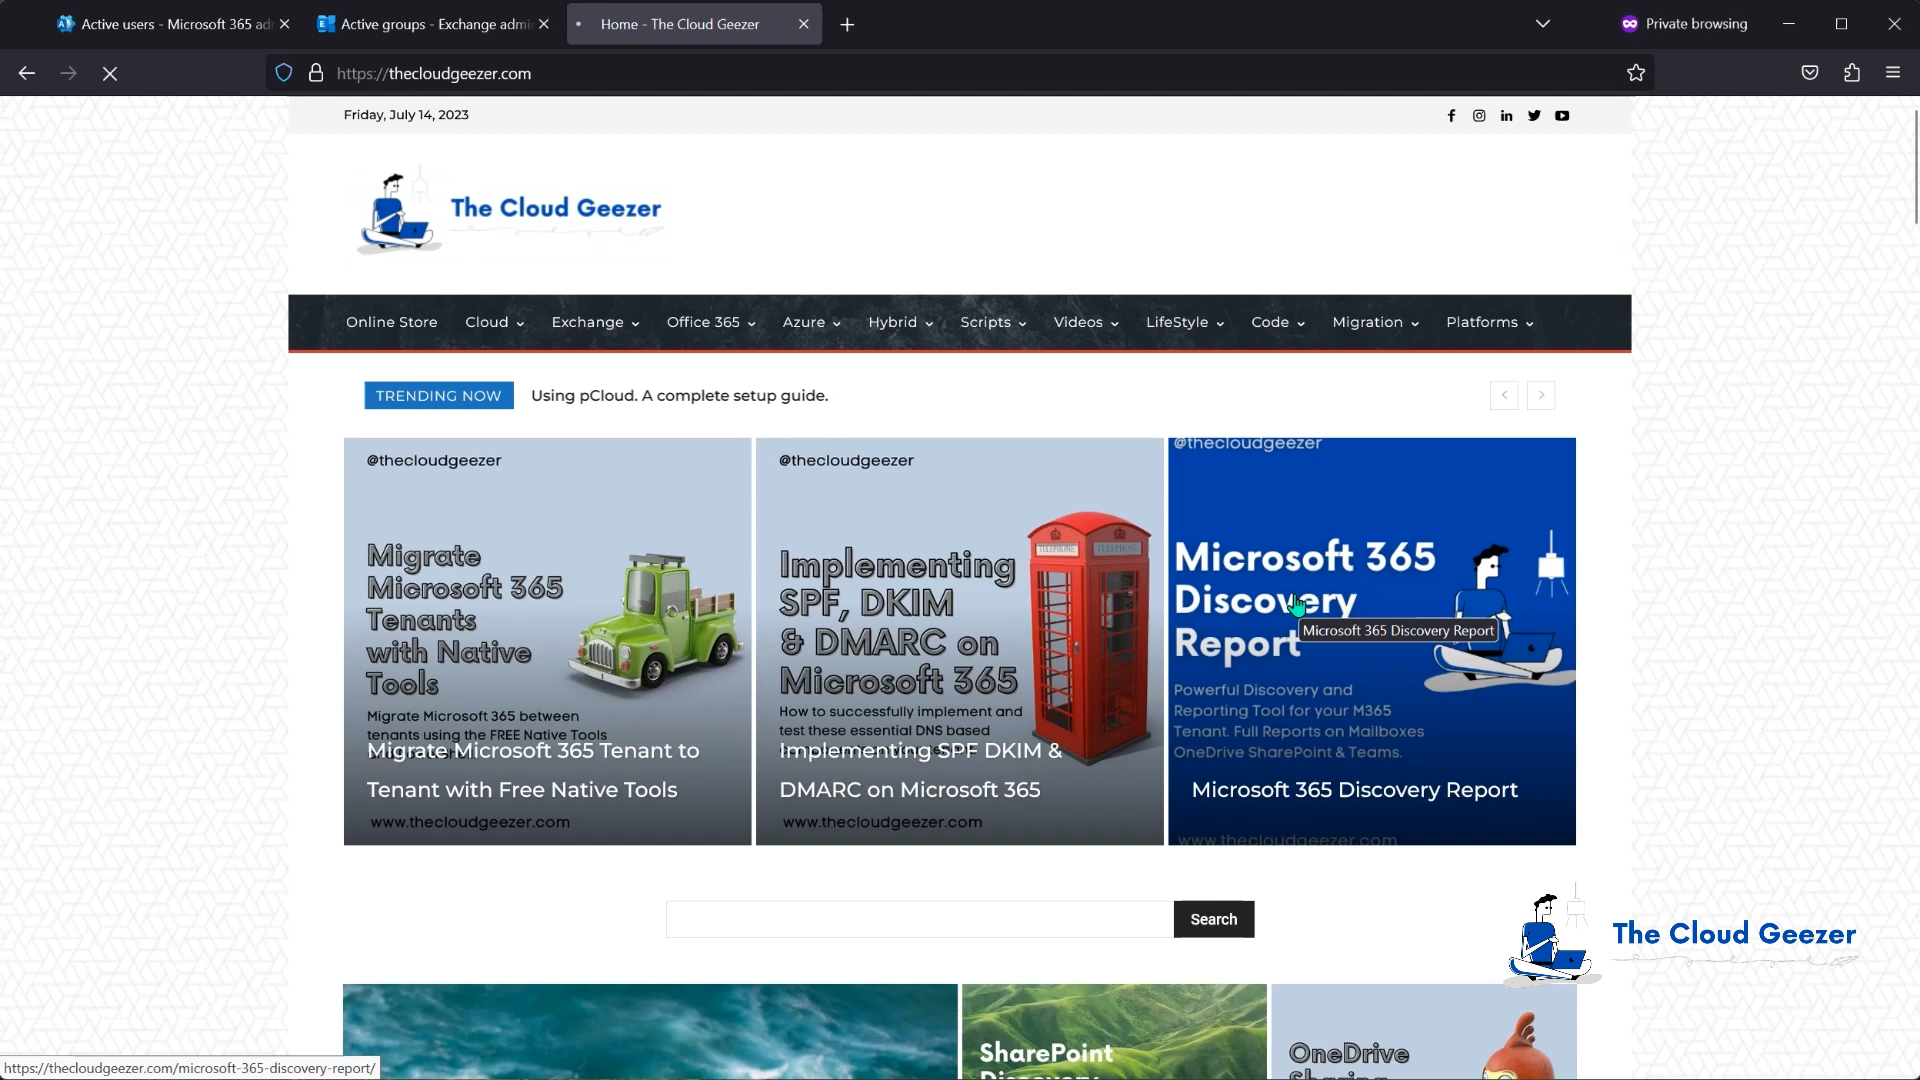 Active users - Microsoft 365 ad
Active groups - Exchange admi
Home - The Cloud Geezer
Private browsing
https://thecloudgeezer.com
Friday, July 14, 2023
The Cloud Geezer
Online Store
Cloud
Exchange
Office 365
Azure
Hybrid
Scripts
Videos
LifeStyle
Code
Migration
Platforms
TRENDING NOW
Using pCloud. A complete setup guide.
@thecloudgeezer
Migrate
Microsoft 365
Tenants
with Native
Tools
Migrate Microsoft 365 between
tenants using the FREE Native Tools
Migrate Microsoft 365 Tenant to
Tenant with Free Native Tools
www.thecloudgeezer.com
@thecloudgeezer
TELEPHONE
TELEPHONE
Implementing
SPF, DKIM
& DMARC on
Microsoft 365
How to successfully implement and
test these essential DNS based
Implementing SPF DKIM &
DMARC on Microsoft 365
www.thecloudgeezer.com
@thecloudgeezer
Microsoft 365
Discovery
Report
Microsoft 365 Discovery Report
Powerful Discovery and
Reporting Tool for your M365
Tenant. Full Reports on Mailboxes
OneDrive SharePoint & Teams.
Microsoft 365 Discovery Report
www.thecloudgeezer.com
Search
The Cloud Geezer
SharePoint
Discovery
OneDrive
Sharing
https://thecloudgeezer.com/microsoft-365-discovery-report/